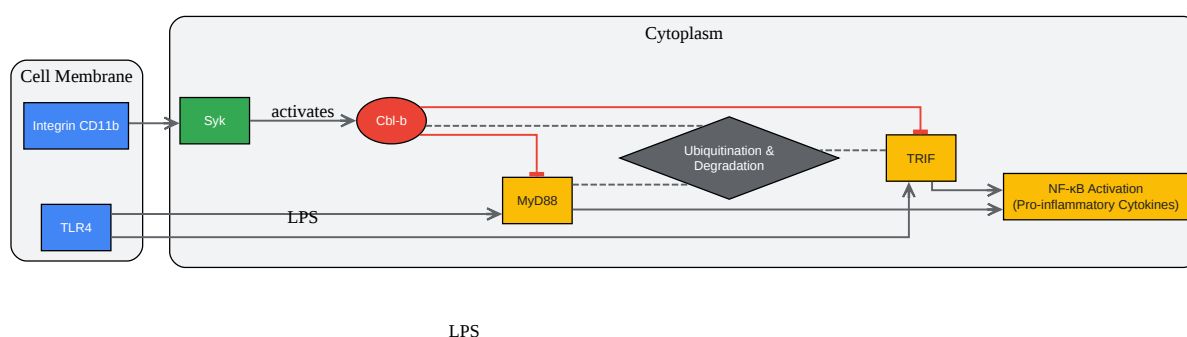 Cytoplasm
Cell Membrane
Integrin CD11b
Syk
activates
Cbl-b
Ubiquitination &
Degradation
TRIF
MyD88
NF-κB Activation
(Pro-inflammatory Cytokines)
TLR4
LPS
LPS